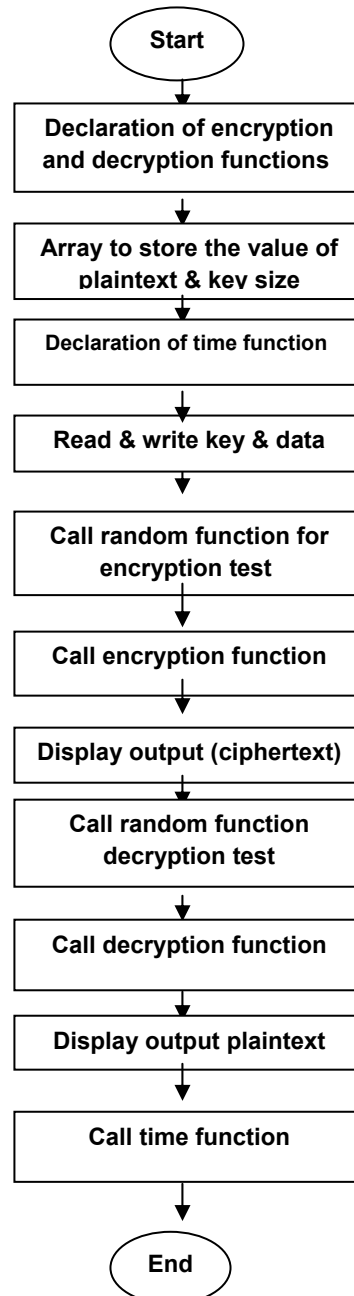 Start
Declaration of encryption
and decryption functions
Array to store the value of
plaintext & key size
Declaration of time function
Read & write key & data
Call random function for
encryption test
Call encryption function
Display output (ciphertext)
Call random function
decryption test
Call decryption function
Display output plaintext
Call time function
End